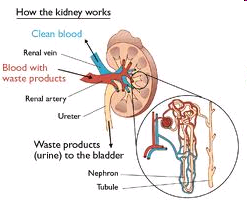 How the kidney works
Clean blood
Renal vein
Blood with
waste products
Renal artery
Ureter
Waste products
(urine) to the bladder
Nephron
Tubule